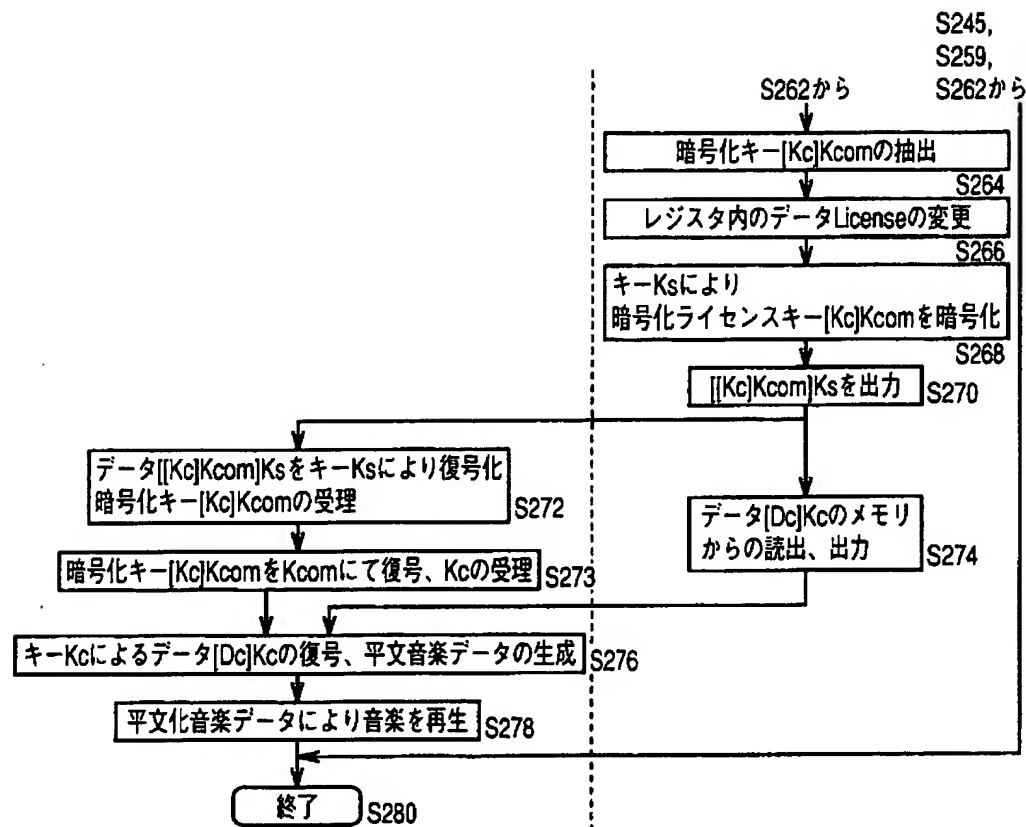 S245,
S259,
S262から
S262から
暗号化キー[Kc]Kcomの抽出
S264
レジスタ内のデータLicenseの変更
S266
キーKsにより
暗号化ライセンスキー[Kc]Kcomを暗号化
S268
[[Kc]Kcom]Ksを出力
S270
データ[[Kc]Kcom]KsをキーKsにより復号化
暗号化キー[Kc]Kcomの受理
S272
データ[Dc]Kcのメモリ
からの読出、出力
S274
暗号化キー[Kc]KcomをKcomにて復号、Kcの受理
S273
キーKcによるデータ[Dc]Kcの復号、平文音楽データの生成
S276
平文化音楽データにより音楽を再生
S278
終了
S280